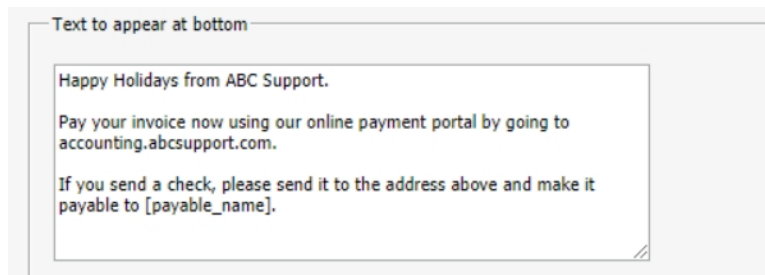 Text to appear at bottom
Happy Holidays from ABC Support.
Pay your invoice now using our online payment portal by going to
accounting.abcsupport.com.
If you send a check, please send it to the address above and make it
payable to [payable_name].